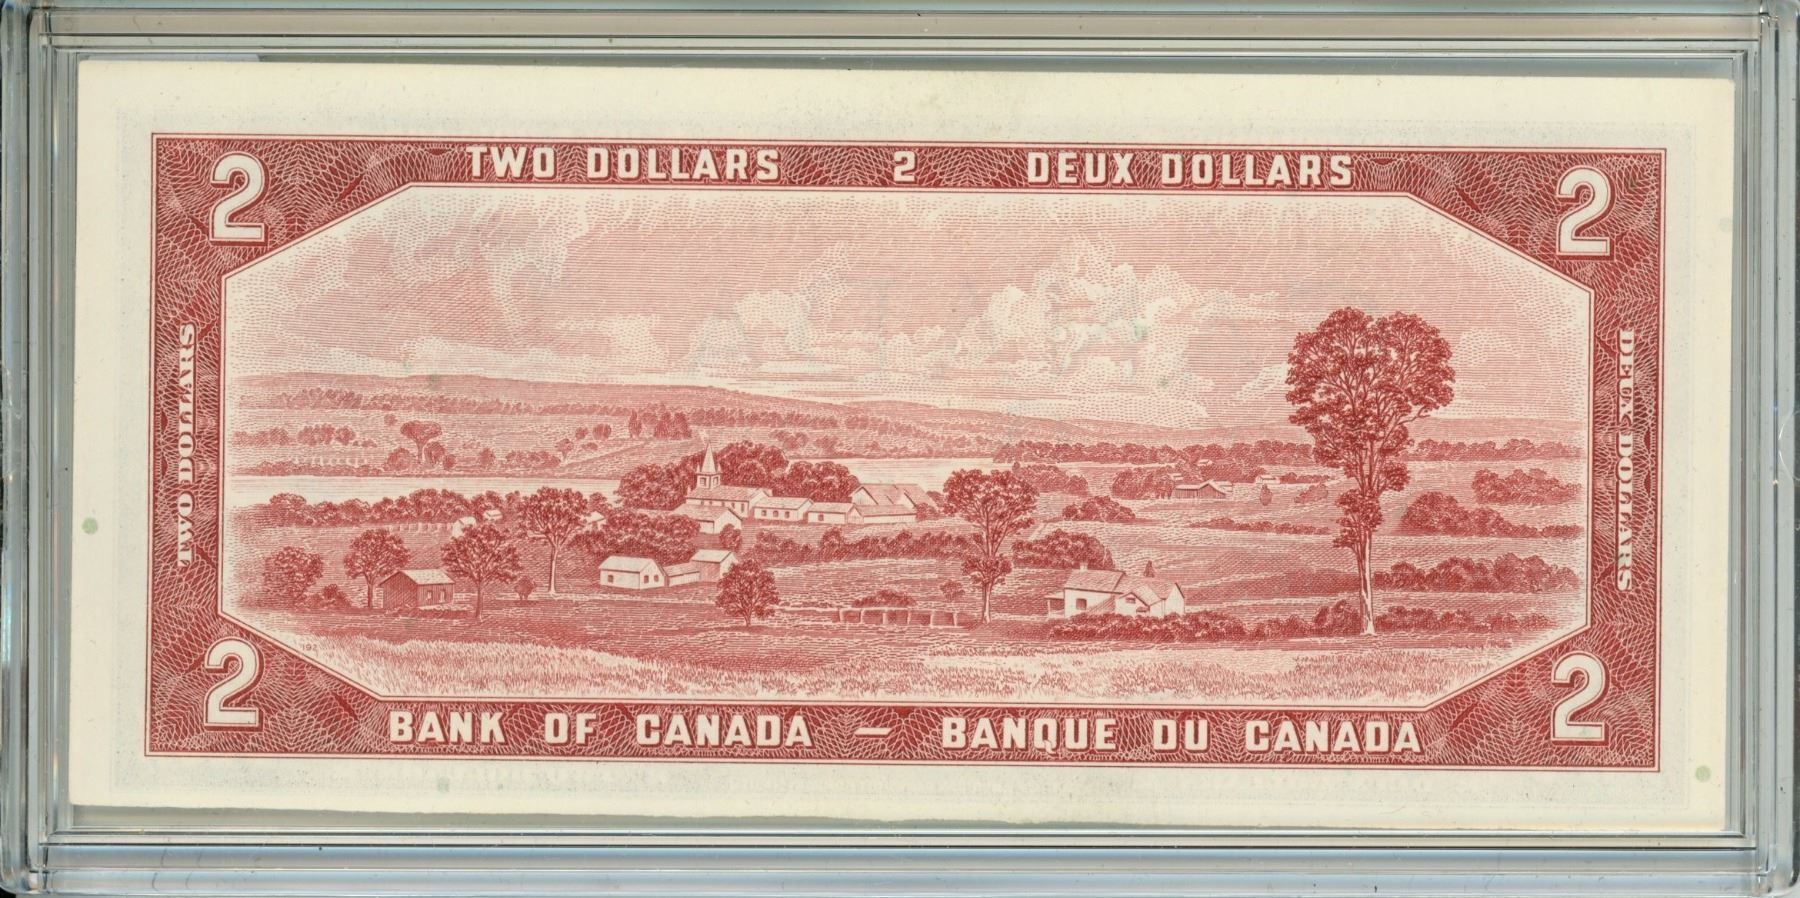 TWO DOLLARS 2 DEUX DOLLARS
2 2
TWO DOLLARS
DEUX DOLLARS
192
2 2
BANK OF CANADA – BANQUE DU CANADA